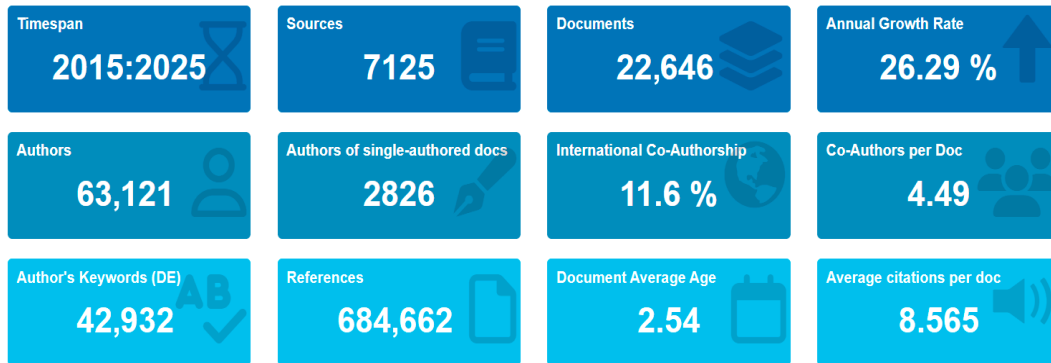 Timespan
2015:2025
Sources
7125
Documents
22,646
Annual Growth Rate
26.29 %
Authors
63,121
Authors of single-authored docs
2826
International Co-Authorship
11.6 %
Co-Authors per Doc
4.49
Author's Keywords (DE)
AB
42,932
References
684,662
Document Average Age
2.54
Average citations per doc
8.565